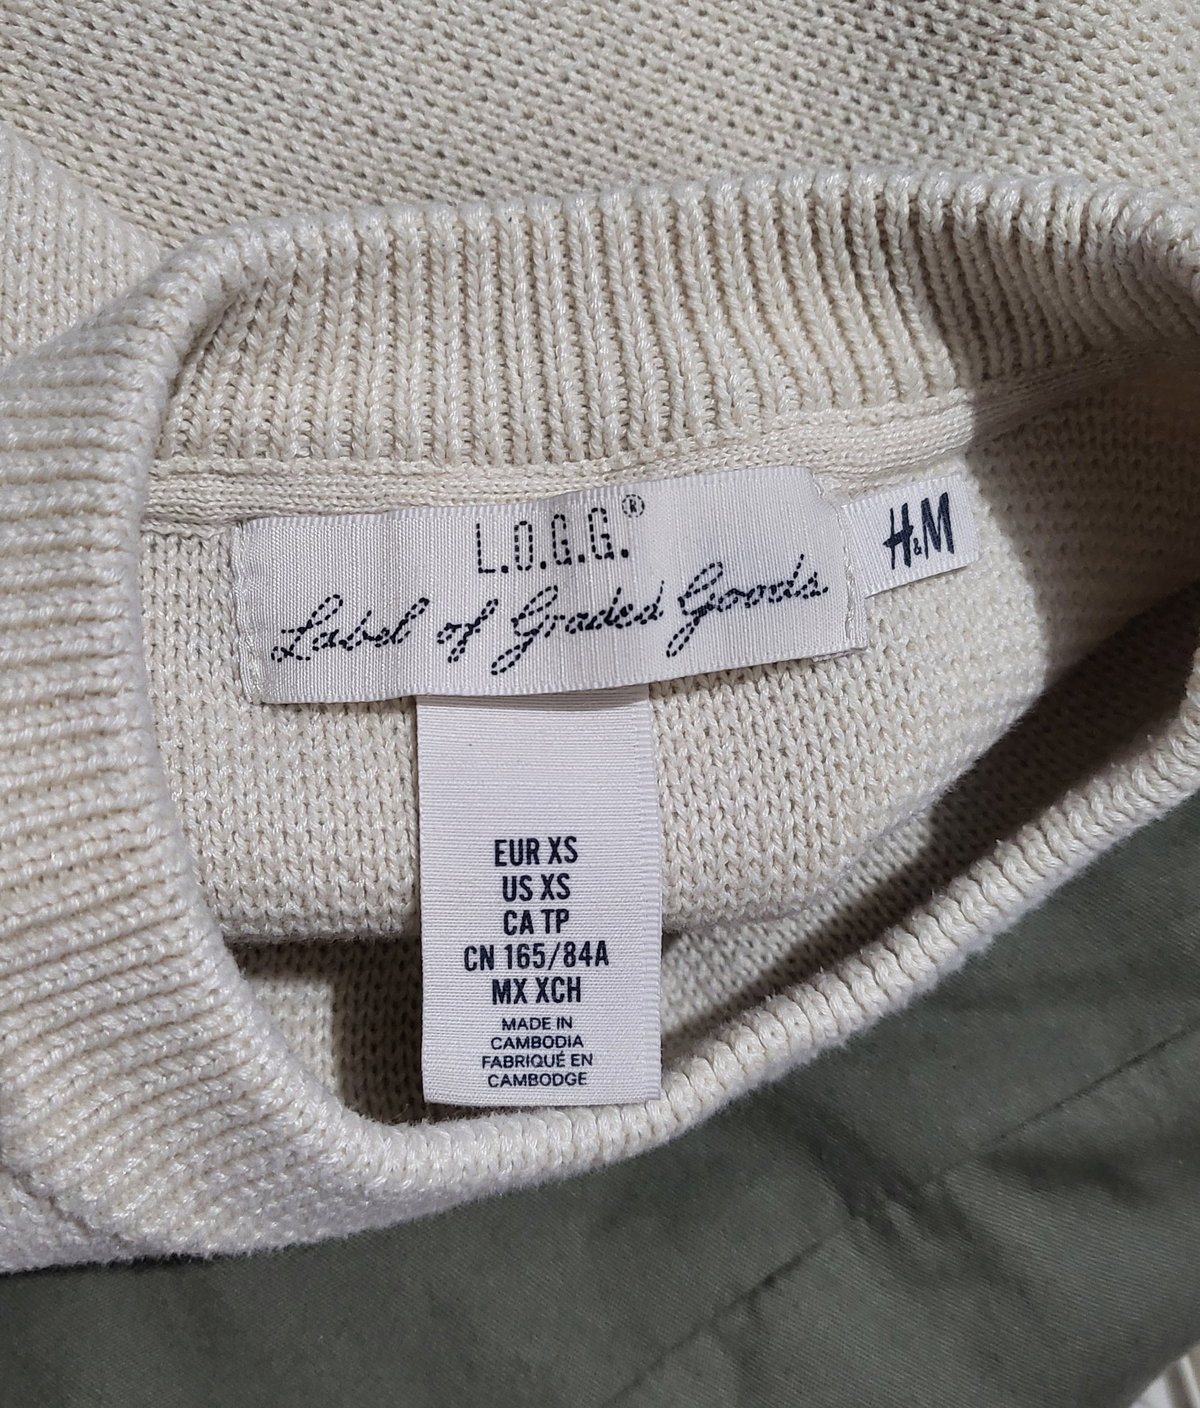 L.O.G.G.®
Label of Graded Goods
H&M
EUR XS
US XS
CA TP
CN 165/84A
MX XCH
MADE IN
CAMBODIA
FABRIQUÉ EN
CAMBODGE